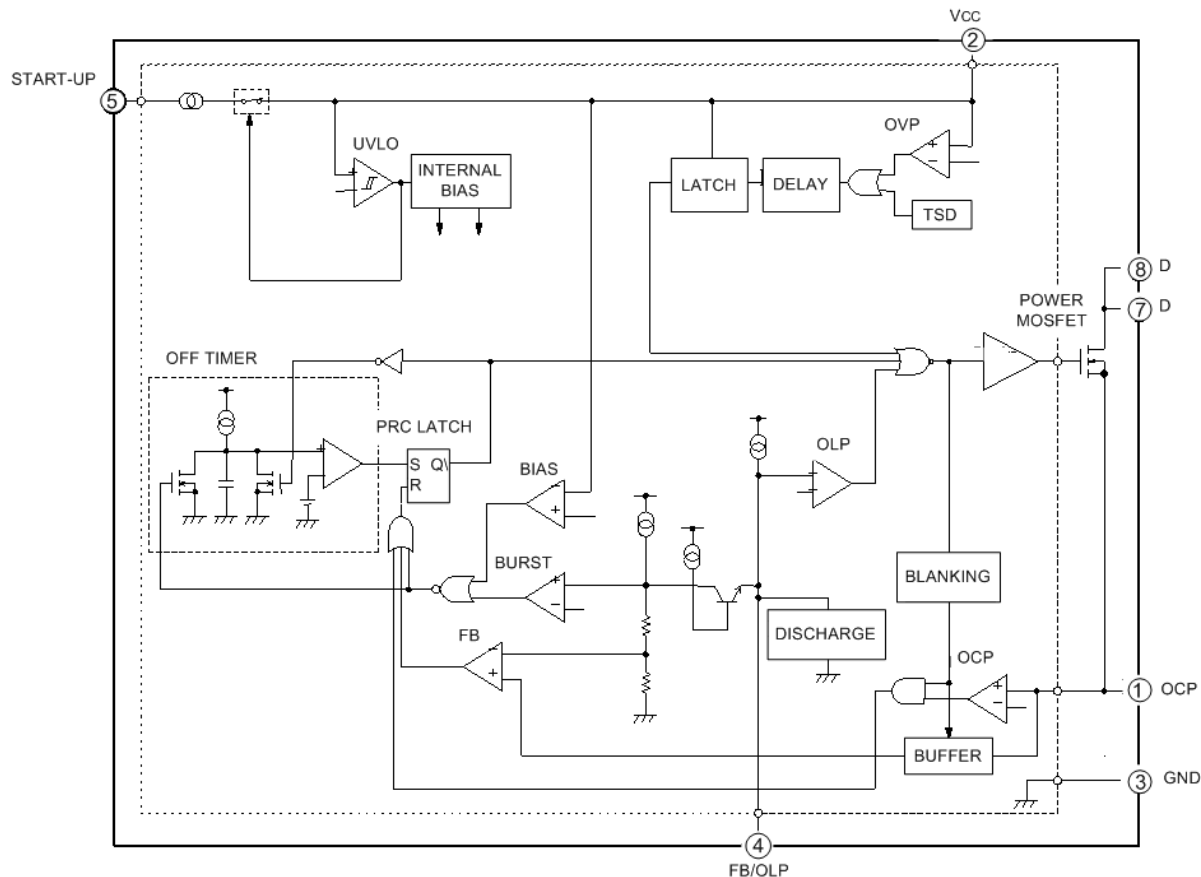 VCC
2
START-UP
5
OVP
+
−
UVLO
+
INTERNAL
BIAS
LATCH
DELAY
TSD
8 D
7 D
POWER
MOSFET
OFF TIMER
PRC LATCH
+
−
S Q\
R
OLP
BIAS
−
+
BURST
+
−
BLANKING
FB
−
+
DISCHARGE
OCP
+
−
1 OCP
BUFFER
3 GND
4
FB/OLP